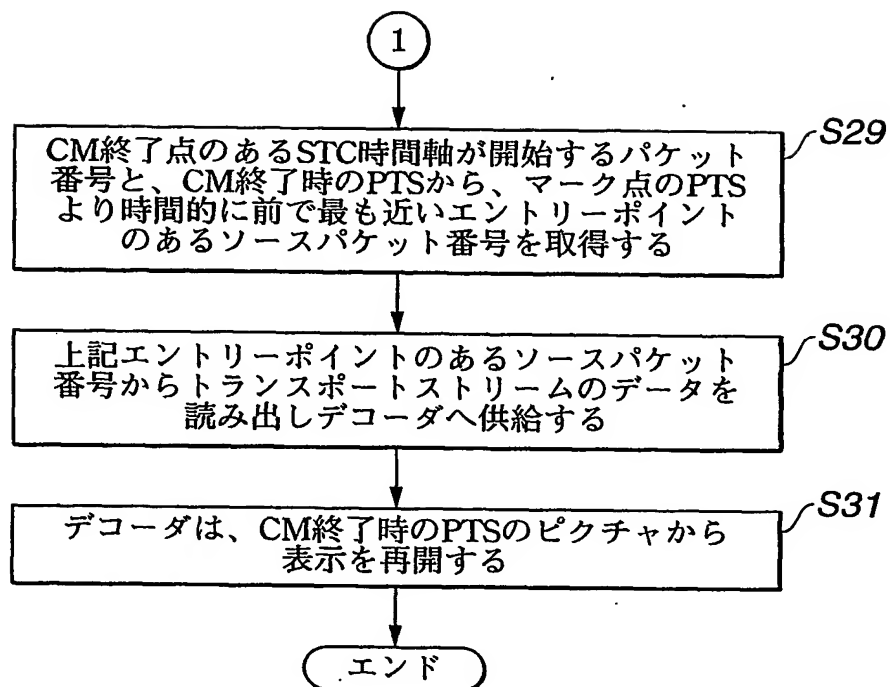 1
S29
CM終了点のあるSTC時間軸が開始するパケット
番号と、CM終了時のPTSから、マーク点のPTS
より時間的に前で最も近いエントリーポイント
のあるソースパケット番号を取得する
S30
上記エントリーポイントのあるソースパケット
番号からトランスポートストリームのデータを
読み出しデコーダへ供給する
S31
デコーダは、CM終了時のPTSのピクチャから
表示を再開する
エンド